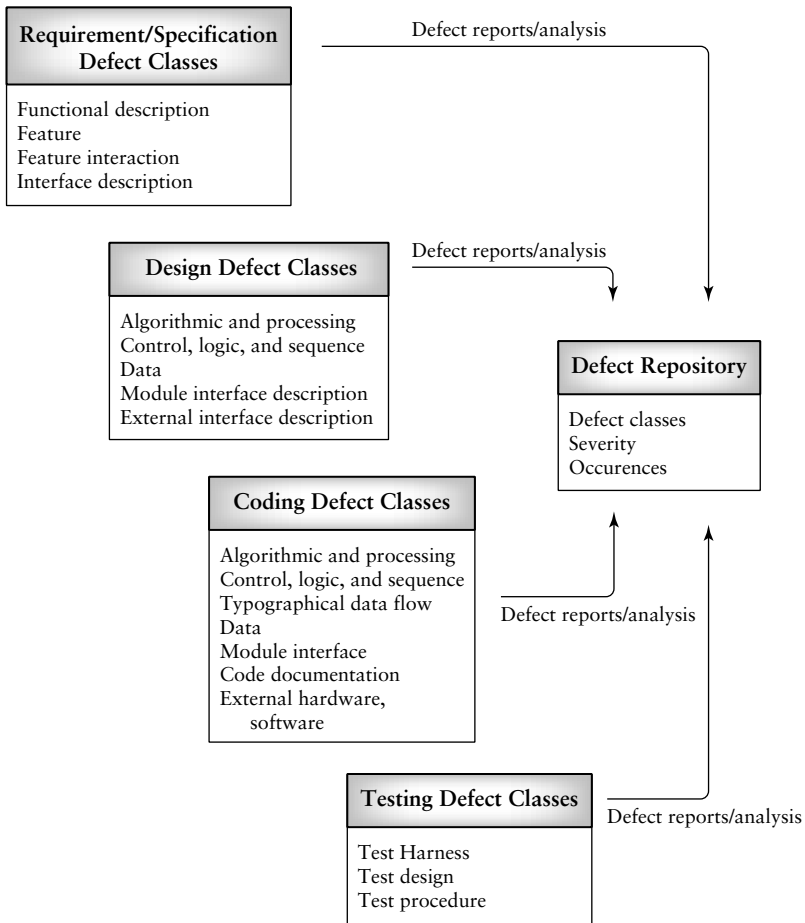 Requirement/Specification
Defect Classes
Functional description
Feature
Feature interaction
Interface description
Defect reports/analysis
Design Defect Classes
Algorithmic and processing
Control, logic, and sequence
Data
Module interface description
External interface description
Defect reports/analysis
Defect Repository
Defect classes
Severity
Occurences
Coding Defect Classes
Algorithmic and processing
Control, logic, and sequence
Typographical data flow
Data
Module interface
Code documentation
External hardware,
software
Defect reports/analysis
Testing Defect Classes
Test Harness
Test design
Test procedure
Defect reports/analysis